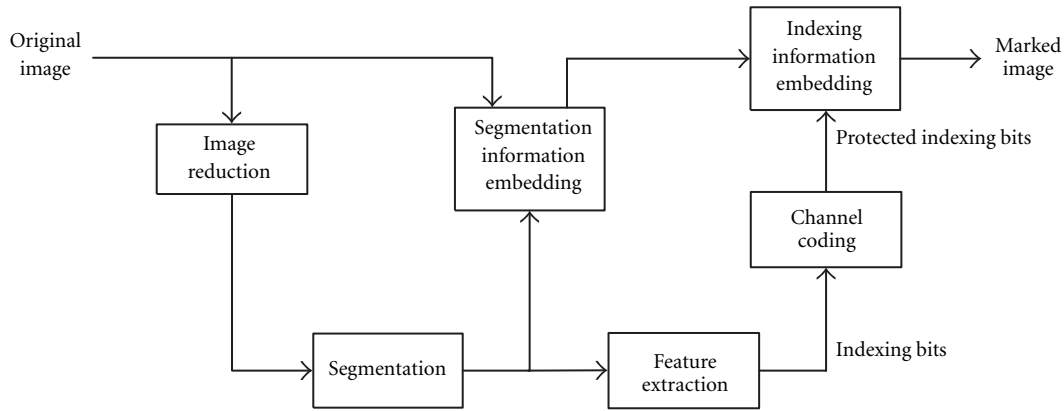 Original
image
Image
reduction
Segmentation
Segmentation
information
embedding
Feature
extraction
Indexing bits
Channel
coding
Protected indexing bits
Indexing
information
embedding
Marked
image